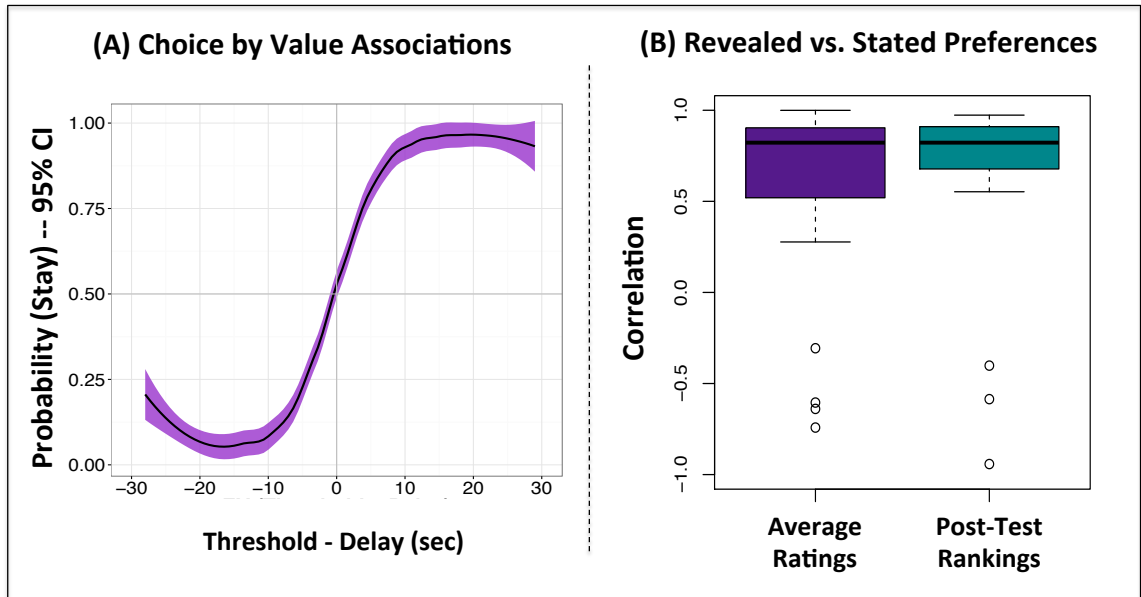 (A) Choice by Value Associations
Probability (Stay) -- 95% CI
1.00
0.75
0.50
0.25
0.00
−30
−20
−10
0
10
20
30
Threshold - Delay (sec)
(B) Revealed vs. Stated Preferences
Correlation
1.0
0.5
0.0
−0.5
−1.0
Average
Ratings
Post-Test
Rankings